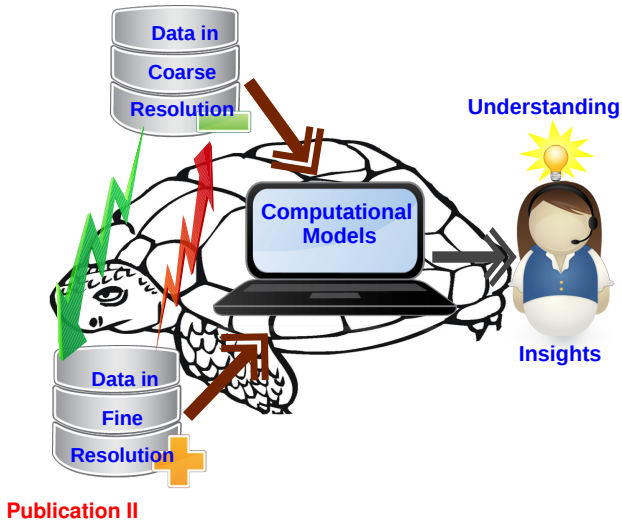 Data in
Coarse
Resolution
Understanding
Computational
Models
Insights
Data in
Fine
Resolution
Publication II